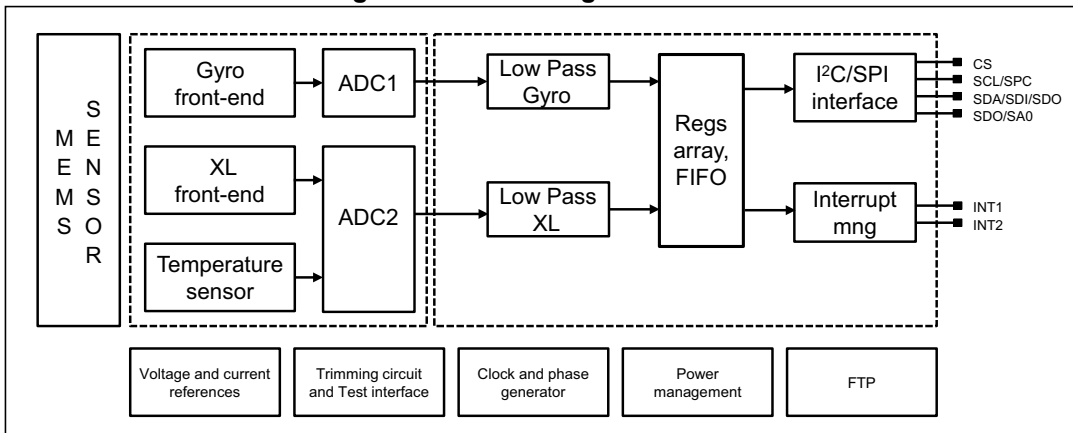 MEMS
SENSOR
Gyro
front-end
ADC1
Low Pass
Gyro
I²C/SPI
interface
CS
SCL/SPC
SDA/SDI/SDO
SDO/SA0
Regs
array,
FIFO
XL
front-end
ADC2
Low Pass
XL
Interrupt
mng
INT1
INT2
Temperature
sensor
Voltage and current
references
Trimming circuit
and Test interface
Clock and phase
generator
Power
management
FTP